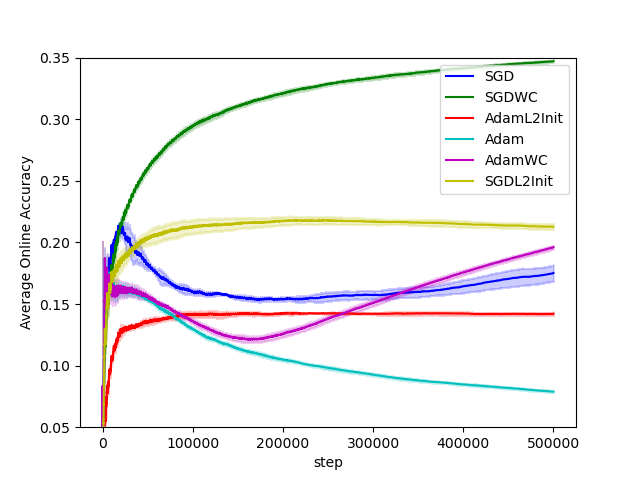 0.35
0.30
0.25
0.20
0.15
0.10
0.05
Average Online Accuracy
SGD
SGDWC
AdamL2Init
Adam
AdamWC
SGDL2Init
0 100000 200000 300000 400000 500000
step